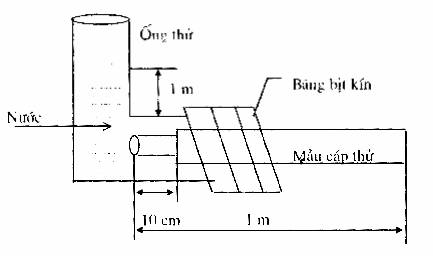 Ống thử
1 m
Băng bịt kín
Nước
Mẫu cáp thử
10 cm
1 m